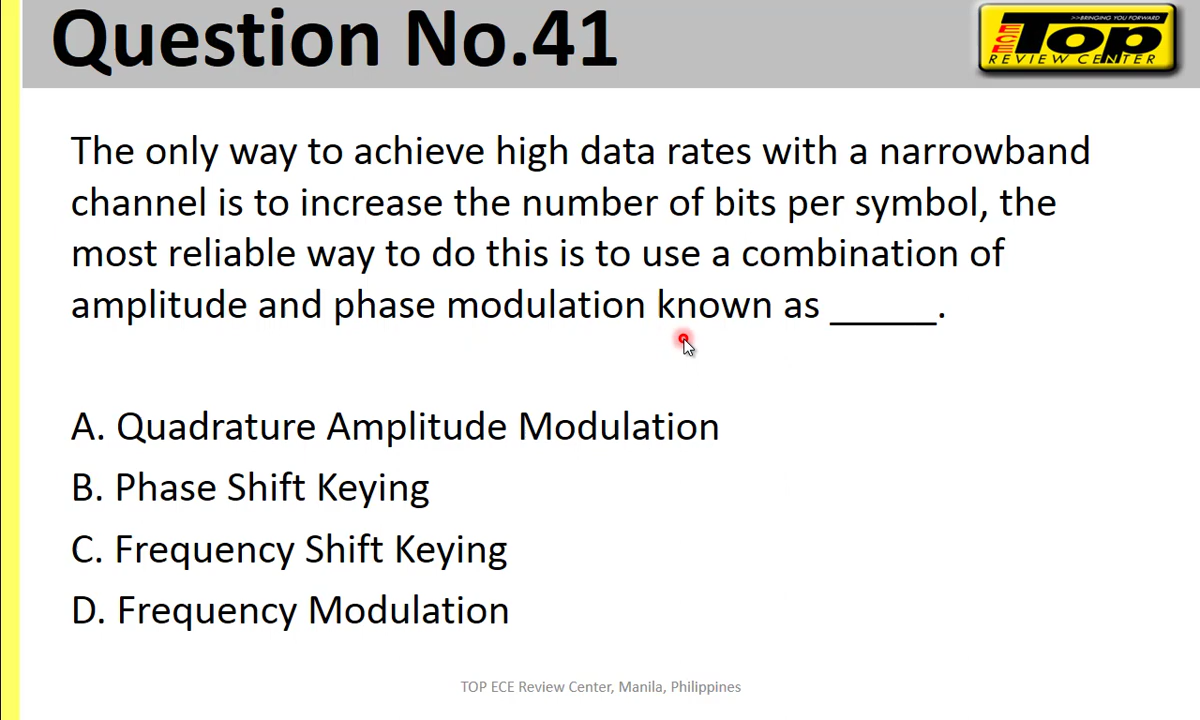 Question No.41
>>BRINGING YOU FORWARD
ECE
Top
REVIEW CENTER
The only way to achieve high data rates with a narrowband
channel is to increase the number of bits per symbol, the
most reliable way to do this is to use a combination of
amplitude and phase modulation known as _____.
A. Quadrature Amplitude Modulation
B. Phase Shift Keying
C. Frequency Shift Keying
D. Frequency Modulation
TOP ECE Review Center, Manila, Philippines